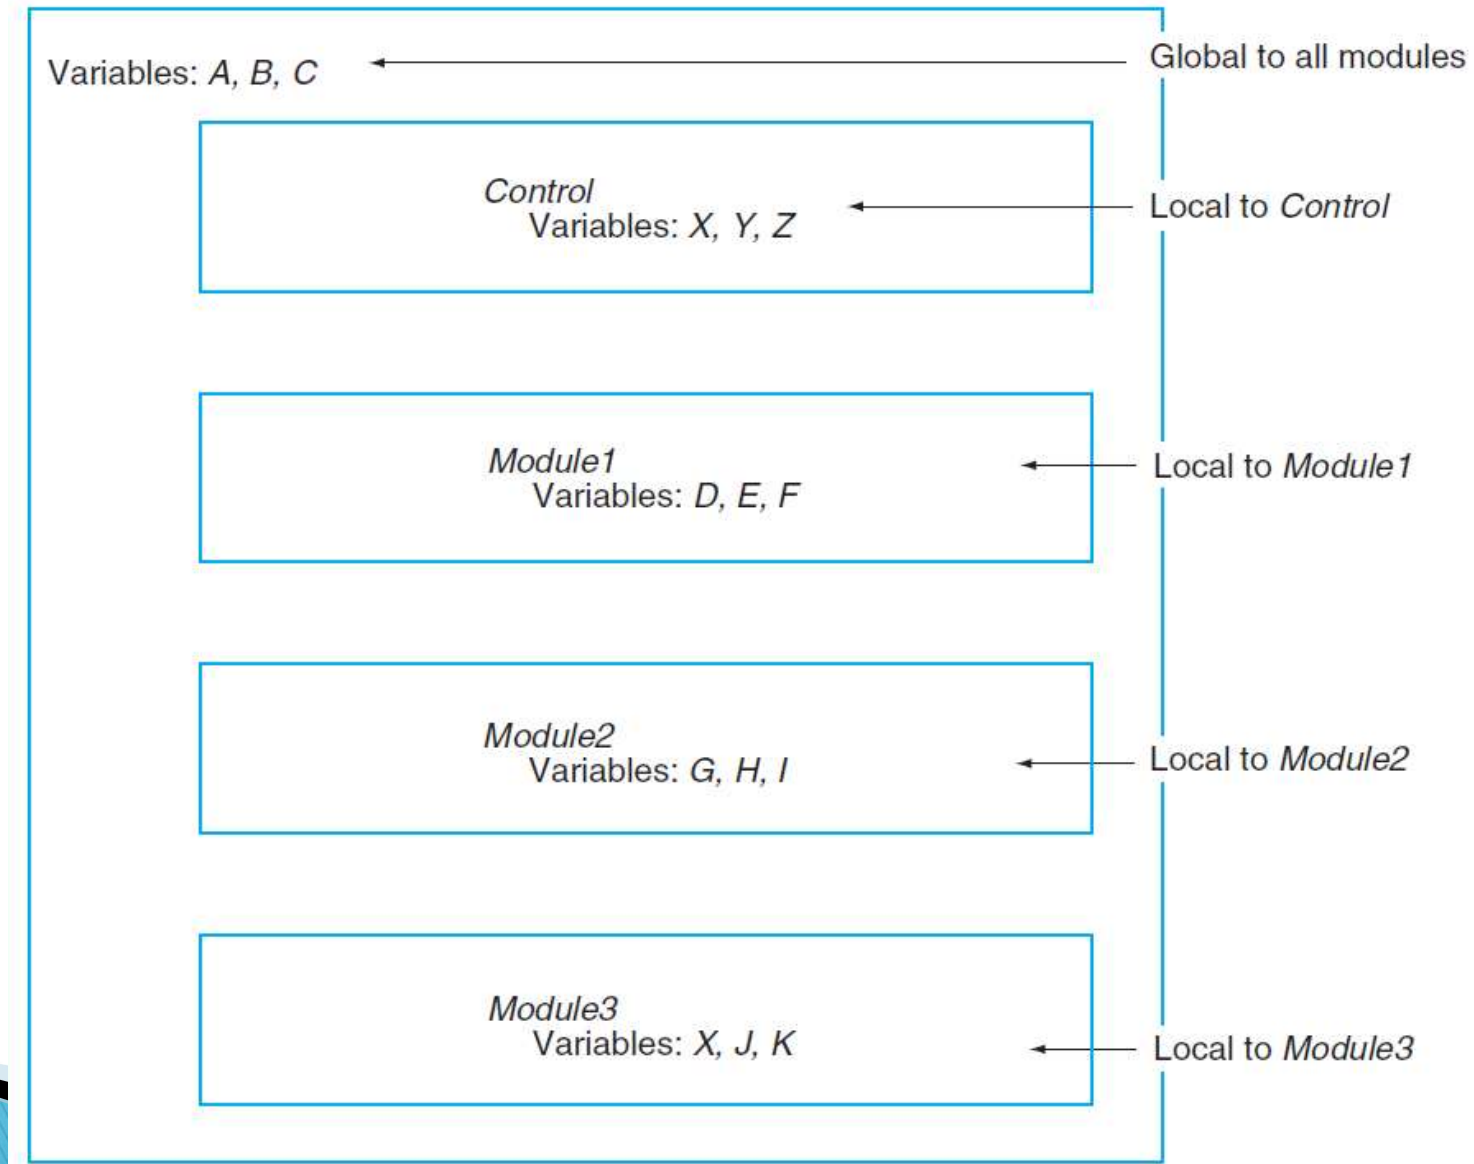 Variables: A, B, C
Global to all modules
Control
Variables: X, Y, Z
Local to Control
Module1
Variables: D, E, F
Local to Module1
Module2
Variables: G, H, I
Local to Module2
Module3
Variables: X, J, K
Local to Module3